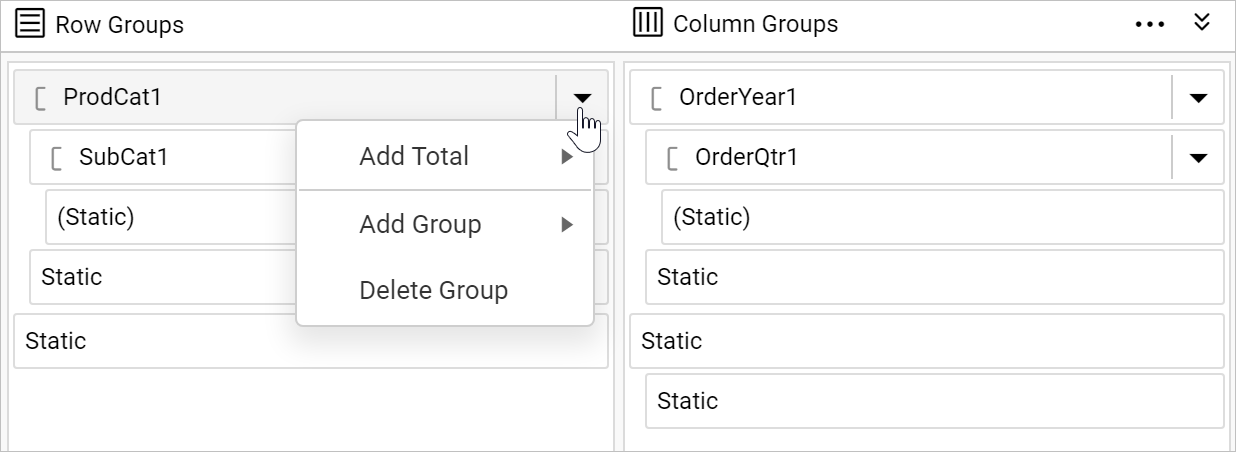 Row Groups
Column Groups
ProdCat1
SubCat1
(Static)
Static
Static
Add Total
Add Group
Delete Group
OrderYear1
OrderQtr1
(Static)
Static
Static
Static